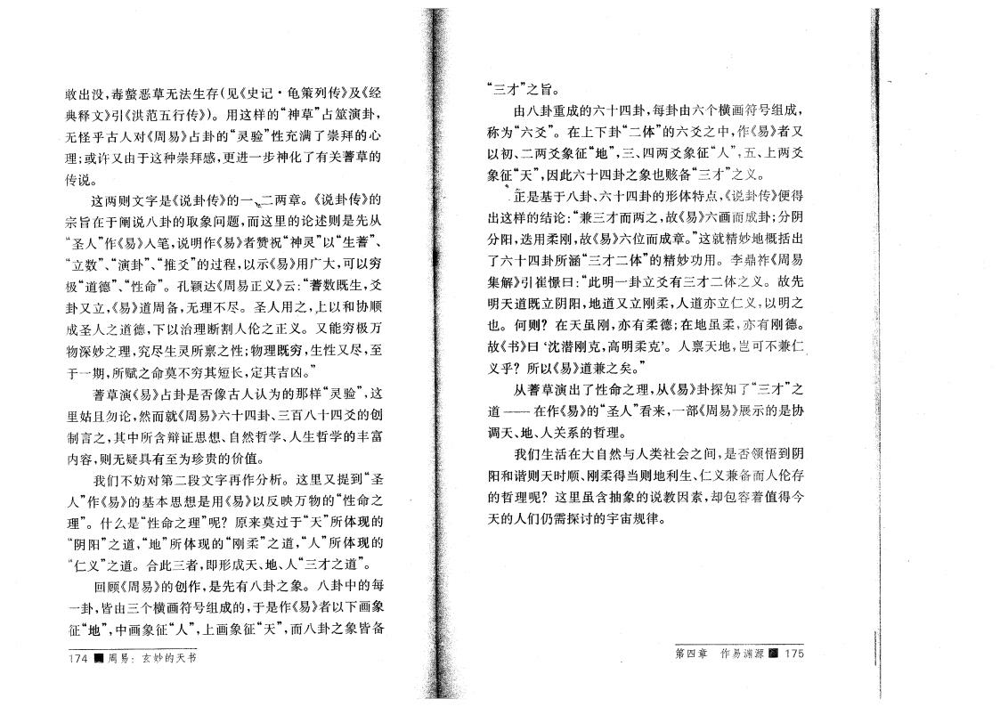 敢出没，毒螫恶草无法生存（见《史记·龟策列传》及《经
典释文》引《洪范五行传》）。用这样的“神草”占筮演卦，
无怪乎古人对《周易》占卦的“灵验”性充满了崇拜的心
理；或许又由于这种崇拜感，更进一步神化了有关蓍草的
传说。
这两则文字是《说卦传》的一、二两章。《说卦传》的
宗旨在于阐说八卦的取象问题，而这里的论述则是先从
“圣人”作《易》入笔，说明作《易》者赞祝“神灵”以“生蓍”、
“立数”、“演卦”、“推爻”的过程，以示《易》用广大，可以穷
极“道德”、“性命”。孔颖达《周易正义》云：“蓍数既生，爻
卦又立，《易》道周备，无理不尽。圣人用之，上以和协顺
成圣人之道德，下以治理断割人伦之正义。又能穷极万
物深妙之理，究尽生灵所禀之性；物理既穷，生性又尽，至
于一期，所赋之命莫不穷其短长，定其吉凶。”
蓍草演《易》占卦是否像古人认为的那样“灵验”，这
里姑且勿论，然而就《周易》六十四卦、三百八十四爻的创
制言之，其中所含辩证思想、自然哲学、人生哲学的丰富
内容，则无疑具有至为珍贵的价值。
我们不妨对第二段文字再作分析。这里又提到“圣
人”作《易》的基本思想是用《易》以反映万物的“性命之
理”。什么是“性命之理”呢？原来莫过于“天”所体现的
“阴阳”之道，“地”所体现的“刚柔”之道，“人”所体现的
“仁义”之道。合此三者，即形成天、地、人“三才之道”。
回顾《周易》的创作，是先有八卦之象。八卦中的每
一卦，皆由三个横画符号组成的，于是作《易》者以下画象
征“地”，中画象征“人”，上画象征“天”，而八卦之象皆备
174 周易：玄妙的天书
“三才”之旨。
由八卦重成的六十四卦，每卦由六个横画符号组成，
称为“六爻”。在上下卦“二体”的六爻之中，作《易》者又
以初、二两爻象征“地”，三、四两爻象征“人”，五、上两爻
象征“天”，因此六十四卦之象也赅备“三才”之义。
正是基于八卦、六十四卦的形体特点，《说卦传》便得
出这样的结论：“兼三才而两之，故《易》六画而成卦；分阴
分阳，迭用柔刚，故《易》六位而成章。”这就精妙地概括出
了六十四卦所涵“三才二体”的精妙功用。李鼎祚《周易
集解》引崔憬曰：“此明一卦立爻有三才二体之义。故先
明天道既立阴阳，地道又立刚柔，人道亦立仁义，以明之
也。何则？在天虽刚，亦有柔德；在地虽柔，亦有刚德。
故《书》曰‘沈潜刚克，高明柔克’。人禀天地，岂可不兼仁
义乎？所以《易》道兼之矣。”
从蓍草演出了性命之理，从《易》卦探知了“三才”之
道——在作《易》的“圣人”看来，一部《周易》展示的是协
调天、地、人关系的哲理。
我们生活在大自然与人类社会之间，是否领悟到阴
阳和谐则天时顺、刚柔得当则地利生、仁义兼备而人伦存
的哲理呢？这里虽含抽象的说教因素，却包容着值得今
天的人们仍需探讨的宇宙规律。
第四章 作易渊源 175